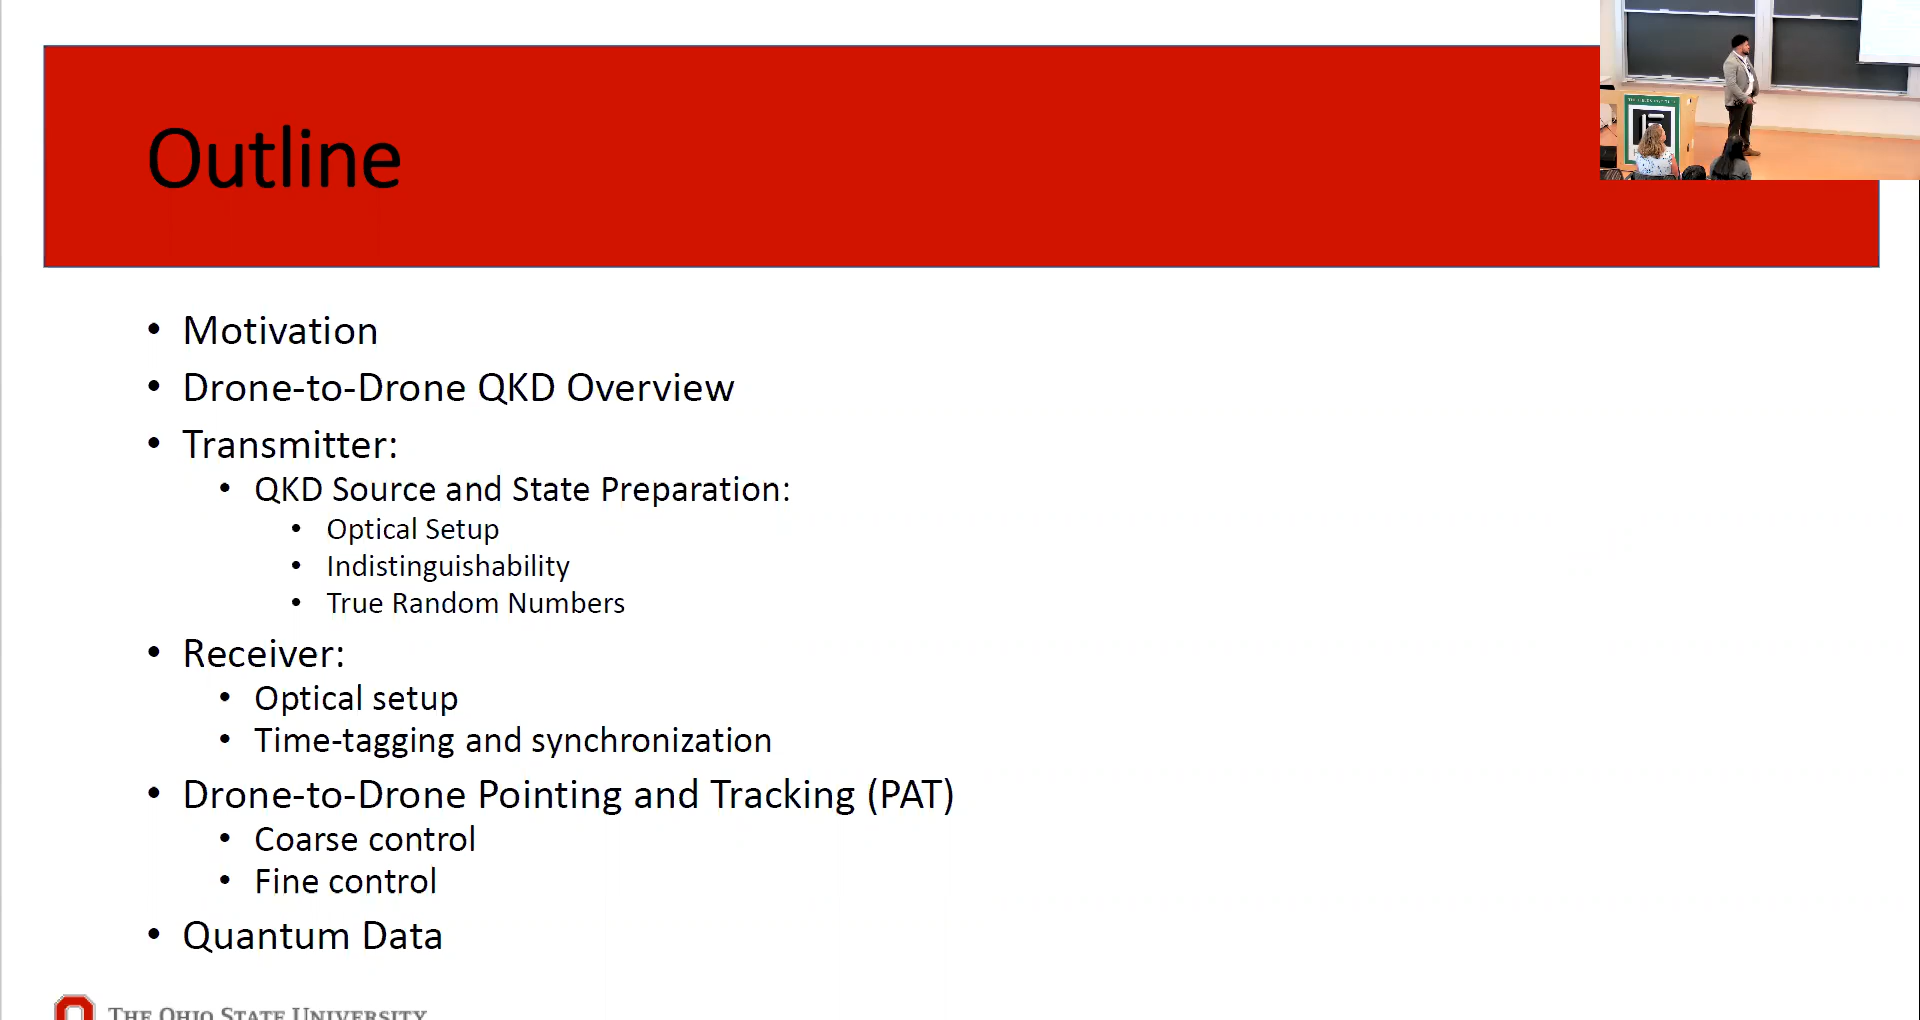 Outline
• Motivation
• Drone-to-Drone QKD Overview
• Transmitter:
• QKD Source and State Preparation:
• Optical Setup
• Indistinguishability
• True Random Numbers
• Receiver:
• Optical setup
• Time-tagging and synchronization
• Drone-to-Drone Pointing and Tracking (PAT)
• Coarse control
• Fine control
• Quantum Data
THE OHIO STATE UNIVERSITY